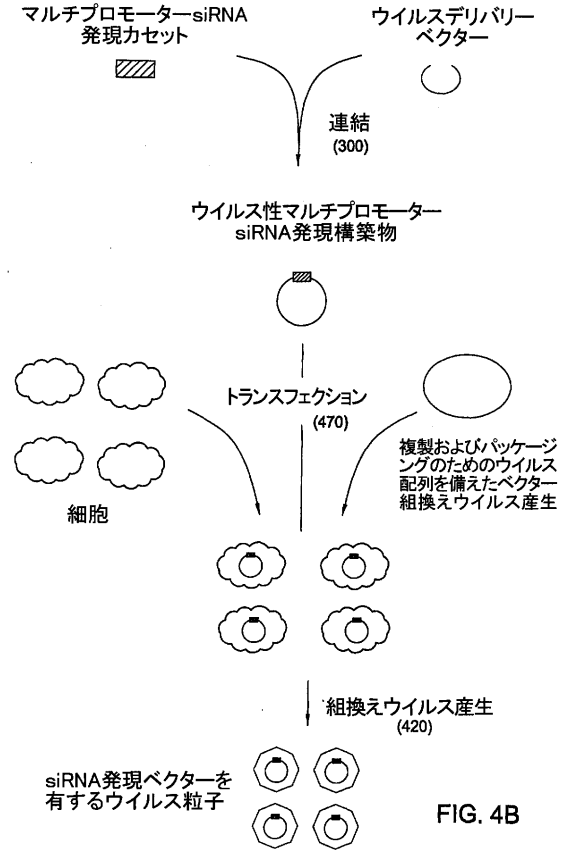 マルチプロモーターsiRNA
発現カセット
ウイルスデリバリー
ベクター
連結
(300)
ウイルス性マルチプロモーター
siRNA発現構築物
トランスフェクション
(470)
細胞
複製およびパッケージ
ングのためのウイルス
配列を備えたベクター
組換えウイルス産生
組換えウイルス産生
(420)
siRNA発現ベクターを
有するウイルス粒子
FIG. 4B